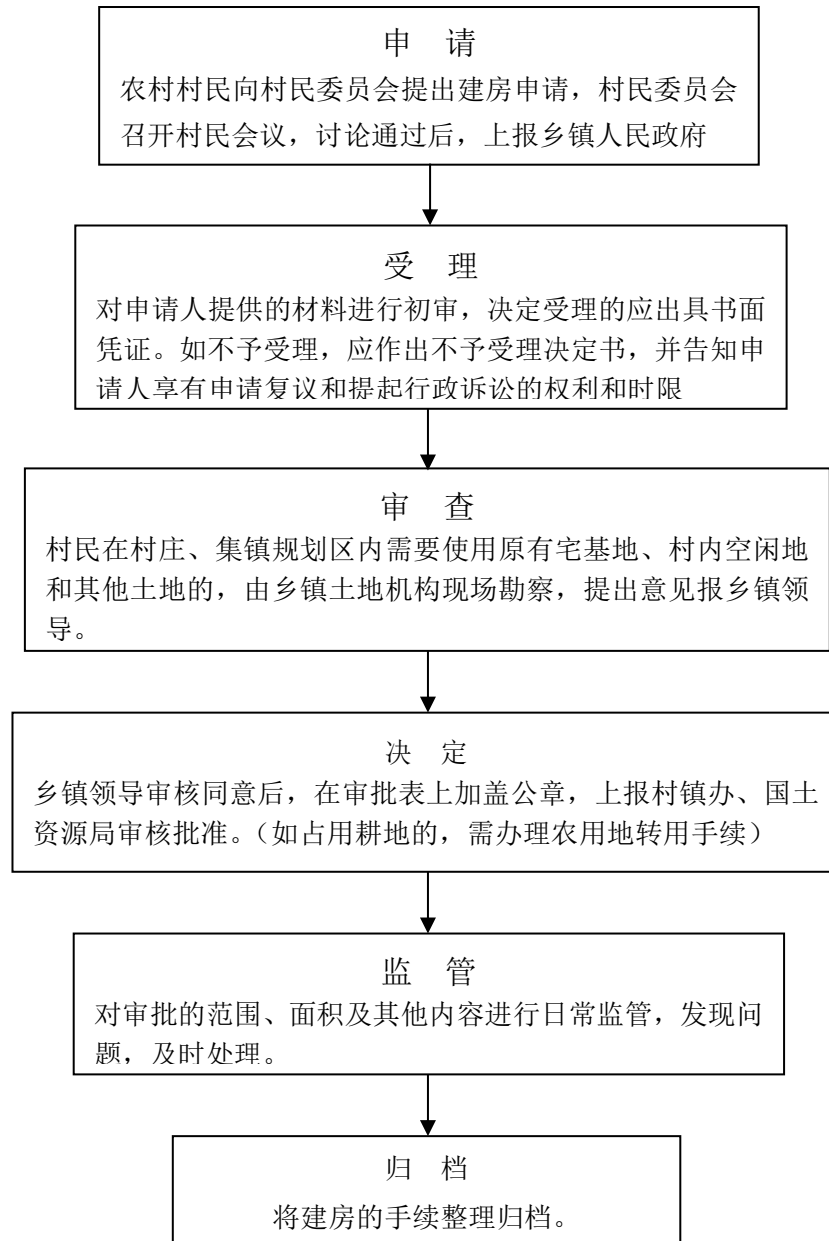 申 请
农村村民向村民委员会提出建房申请，村民委员会
召开村民会议，讨论通过后，上报乡镇人民政府
受 理
对申请人提供的材料进行初审，决定受理的应出具书面
凭证。如不予受理，应作出不予受理决定书，并告知申
请人享有申请复议和提起行政诉讼的权利和时限
审 查
村民在村庄、集镇规划区内需要使用原有宅基地、村内空闲地
和其他土地的，由乡镇土地机构现场勘察，提出意见报乡镇领
导。
决 定
乡镇领导审核同意后，在审批表上加盖公章，上报村镇办、国土
资源局审核批准。（如占用耕地的，需办理农用地转用手续）
监 管
对审批的范围、面积及其他内容进行日常监管，发现问
题，及时处理。
归 档
将建房的手续整理归档。